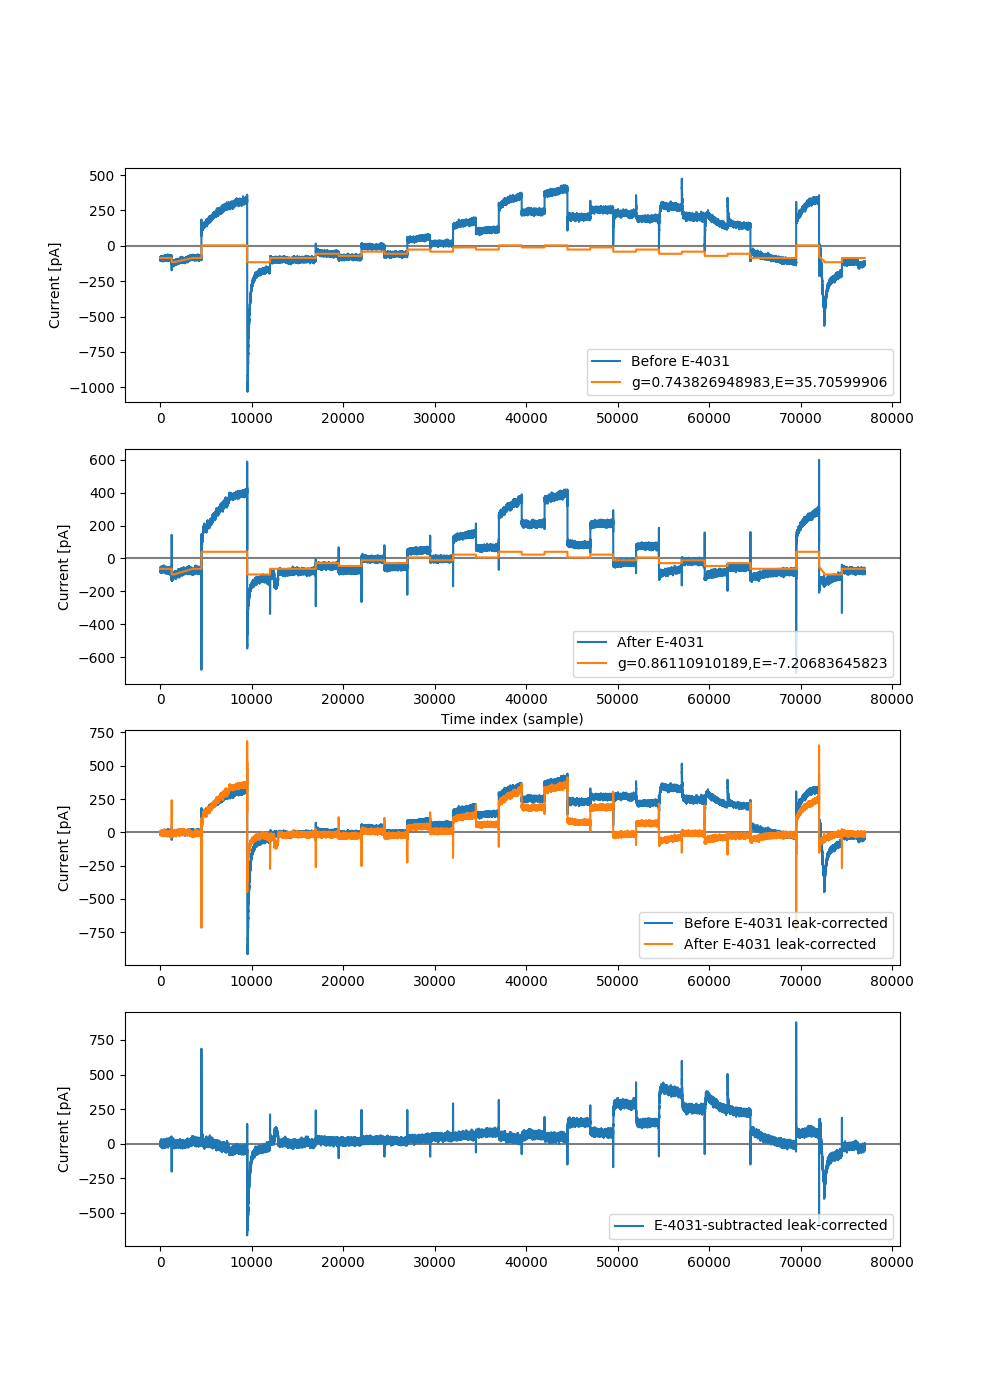 500
250
0
−250
−500
−750
−1000
Current [pA]
Before E-4031
g=0.743826948983,E=35.70599906
0 10000 20000 30000 40000 50000 60000 70000 80000
600
400
200
0
−200
−400
−600
Current [pA]
After E-4031
g=0.86110910189,E=-7.20683645823
0 10000 20000 30000 40000 50000 60000 70000 80000
Time index (sample)
750
500
250
0
−250
−500
−750
Current [pA]
Before E-4031 leak-corrected
After E-4031 leak-corrected
0 10000 20000 30000 40000 50000 60000 70000 80000
750
500
250
0
−250
−500
Current [pA]
E-4031-subtracted leak-corrected
0 10000 20000 30000 40000 50000 60000 70000 80000